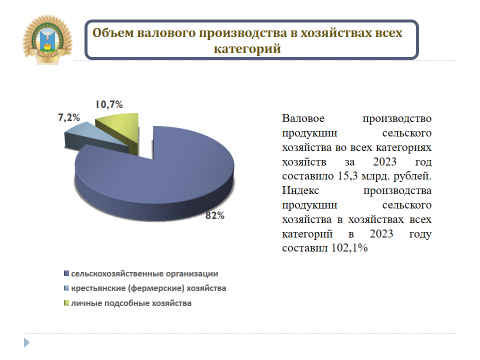 Объем валового производства в хозяйствах всех
категорий
10,7%
7,2%
82%
Валовое производство
продукции сельского
хозяйства во всех категориях
хозяйств за 2023 год
составило 15,3 млрд. рублей.
Индекс производства
продукции сельского
хозяйства в хозяйствах всех
категорий в 2023 году
составил 102,1%
сельскохозяйственные организации
крестьянские (фермерские) хозяйства
личные подсобные хозяйства